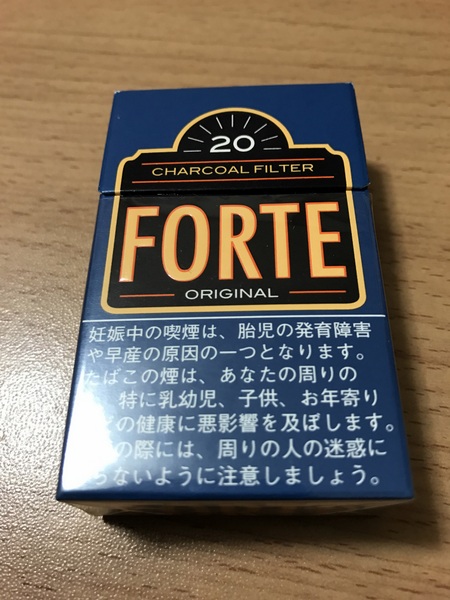 20
CHARCOAL FILTER
FORTE
ORIGINAL
妊娠中の喫煙は、胎児の発育障害
や早産の原因の一つとなります。
たばこの煙は、あなたの周りの
特に乳幼児、子供、お年寄り
の健康に悪影響を及ぼします。
の際には、周りの人の迷惑に
らないように注意しましょう。